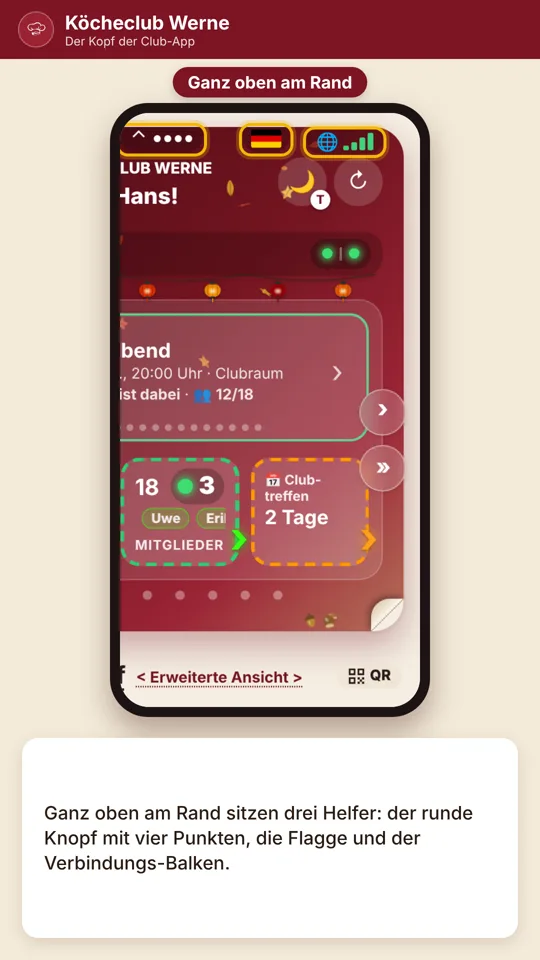 Köcheclub Werne
Der Kopf der Club-App
Ganz oben am Rand
LUB WERNE
Hans!
T
bend
., 20:00 Uhr · Clubraum
ist dabei · 👥 12/18
18 3
Uwe Eri
MITGLIEDER
📅 Club-
treffen
2 Tage
< Erweiterte Ansicht >
QR
Ganz oben am Rand sitzen drei Helfer: der runde
Knopf mit vier Punkten, die Flagge und der
Verbindungs-Balken.